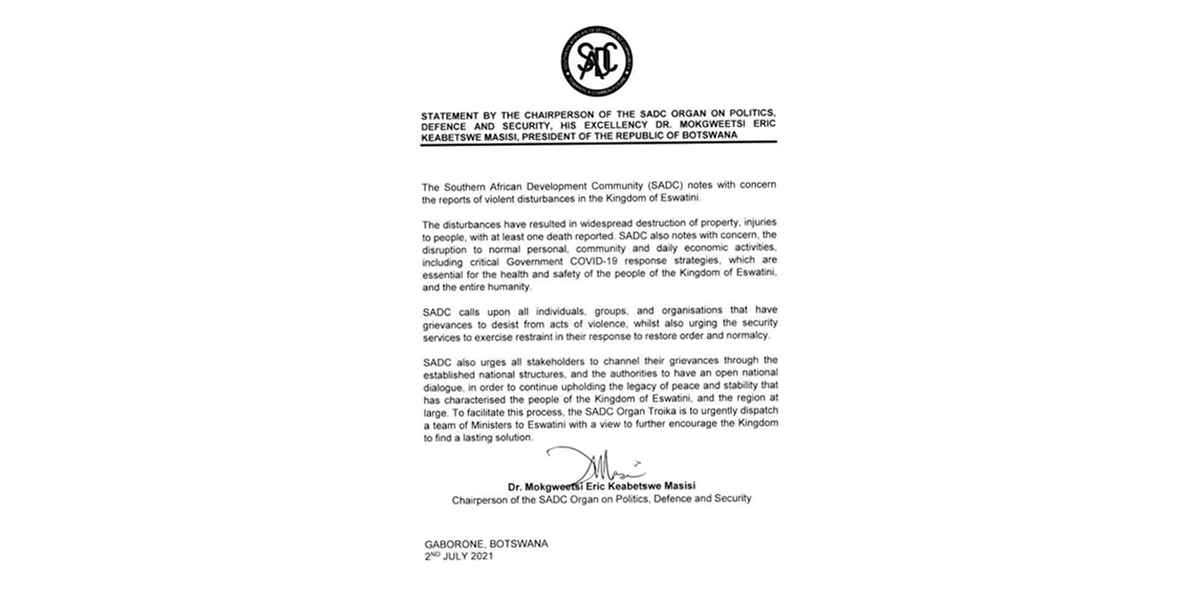 SADC
STATEMENT BY THE CHAIRPERSON OF THE SADC ORGAN ON POLITICS,
DEFENCE AND SECURITY, HIS EXCELLENCY DR. MOKGWEETSI ERIC
KEABETSWE MASISI, PRESIDENT OF THE REPUBLIC OF BOTSWANA
The Southern African Development Community (SADC) notes with concern
the reports of violent disturbances in the Kingdom of Eswatini.
The disturbances have resulted in widespread destruction of property, injuries
to people, with at least one death reported. SADC also notes with concern, the
disruption to normal personal, community and daily economic activities,
including critical Government COVID-19 response strategies, which are
essential for the health and safety of the people of the Kingdom of Eswatini,
and the entire humanity.
SADC calls upon all individuals, groups, and organisations that have
grievances to desist from acts of violence, whilst also urging the security
services to exercise restraint in their response to restore order and normalcy.
SADC also urges all stakeholders to channel their grievances through the
established national structures, and the authorities to have an open national
dialogue, in order to continue upholding the legacy of peace and stability that
has characterised the people of the Kingdom of Eswatini, and the region at
large. To facilitate this process, the SADC Organ Troika is to urgently dispatch
a team of Ministers to Eswatini with a view to further encourage the Kingdom
to find a lasting solution.
Dr. Mokgweetsi Eric Keabetswe Masisi
Chairperson of the SADC Organ on Politics, Defence and Security
GABORONE, BOTSWANA
2ND JULY 2021